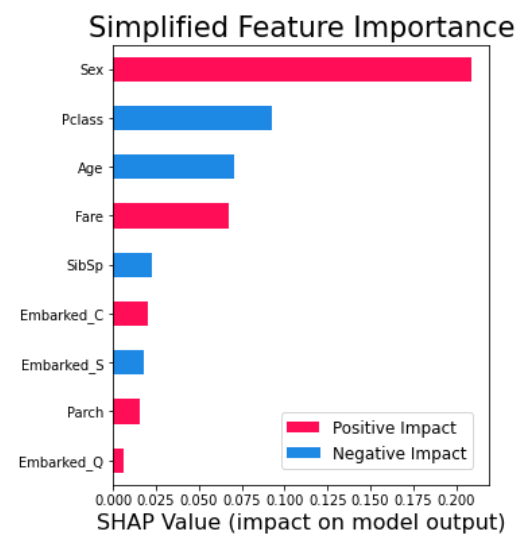 Simplified Feature Importance
Sex
Pclass
Age
Fare
SibSp
Embarked_C
Embarked_S
Parch
Embarked_Q
Positive Impact
Negative Impact
0.000 0.025 0.050 0.075 0.100 0.125 0.150 0.175 0.200
SHAP Value (impact on model output)